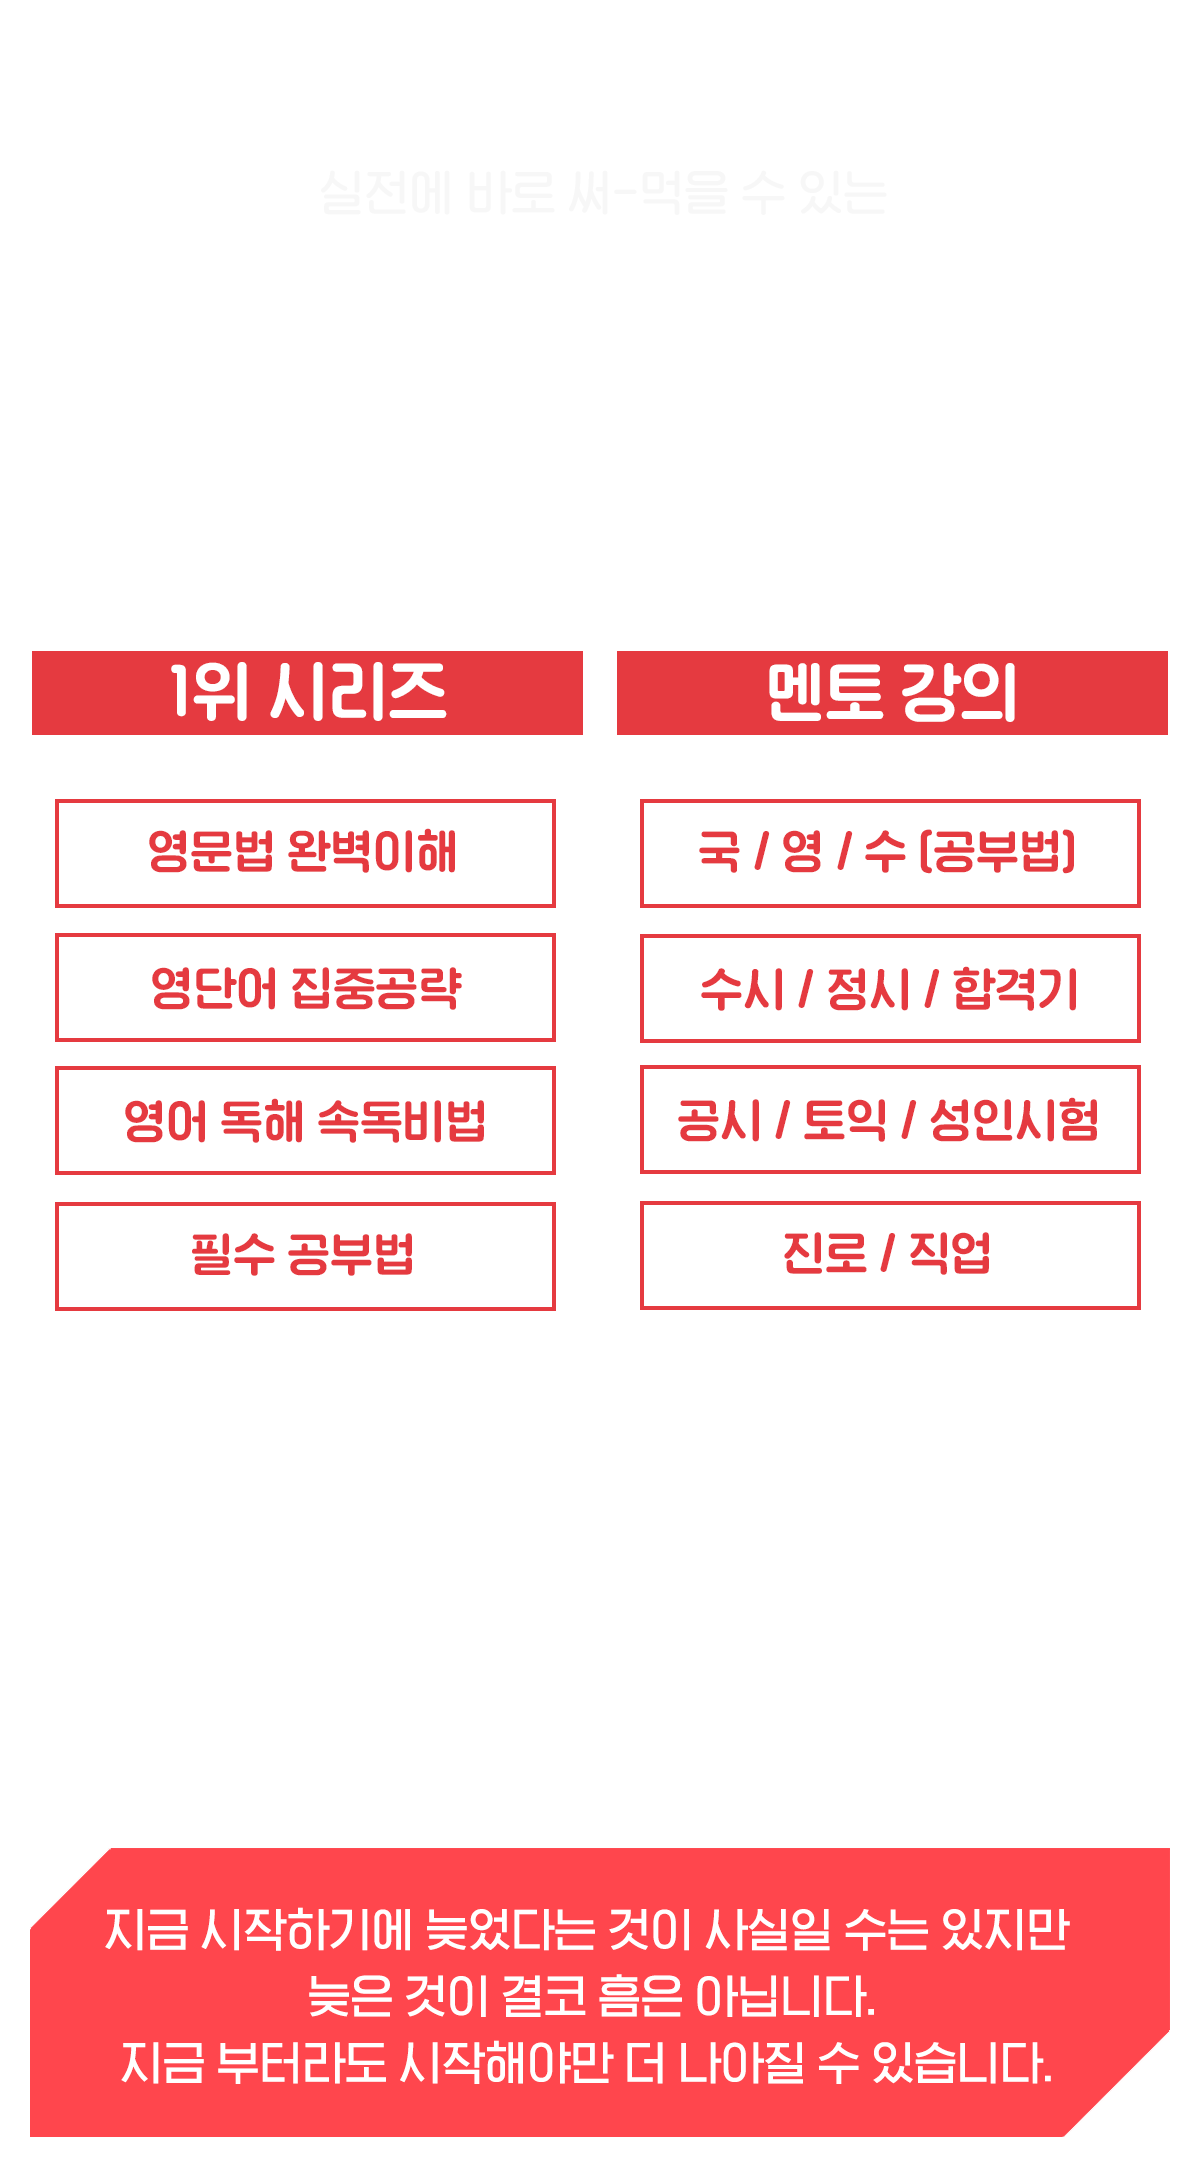 실전에 바로 써-먹을 수 있는
1위 시리즈
멘토 강의
영문법 완벽이해
국 / 영 / 수 (공부법)
영단어 집중공략
수시 / 정시 / 합격기
영어 독해 속독비법
공시 / 토익 / 성인시험
필수 공부법
진로 / 직업
지금 시작하기에 늦었다는 것이 사실일 수는 있지만
늦은 것이 결코 흠은 아닙니다.
지금 부터라도 시작해야만 더 나아질 수 있습니다.